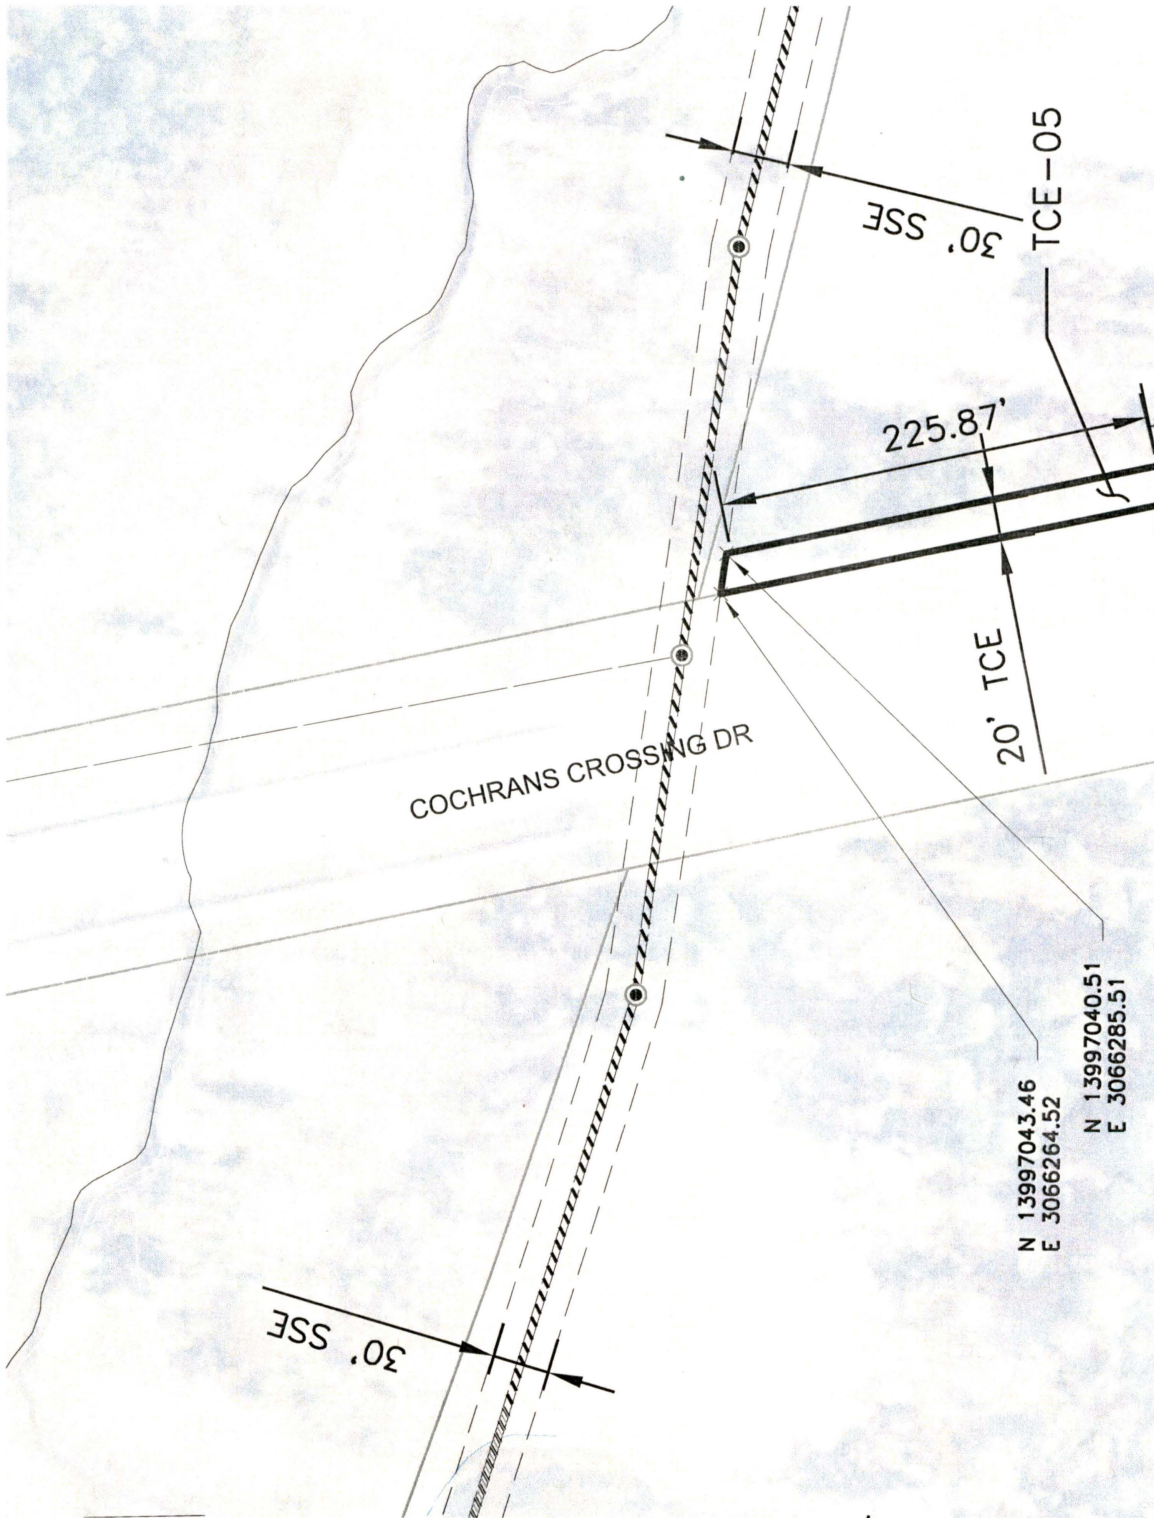 30' SSE
TCE-05
225.87'
20' TCE
COCHRANS CROSSING DR
N 13997040.51
E 3066285.51
N 13997043.46
E 3066264.52
30' SSE